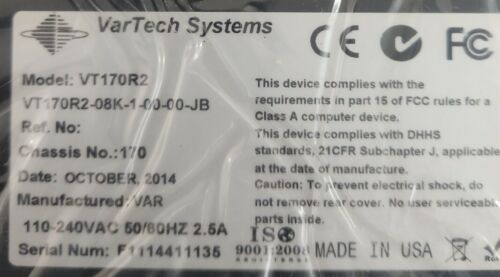 VarTech Systems
CE FC
Model: VT170R2
VT170R2-08K-1-00-00-JB
Ref. No:
Chassis No.:170
Date: OCTOBER, 2014
Manufactured: VAR
110-240VAC 50/60HZ 2.5A
Serial Num: F1114411135
This device complies with the
requirements in part 15 of FCC rules for a
Class A computer device.
This device complies with DHHS
standards, 21CFR Subchapter J, applicable
at the date of manufacture.
Caution: To prevent electrical shock, do
not remove rear cover. No user serviceable
parts inside.
ISO
9001:2008
MADE IN USA